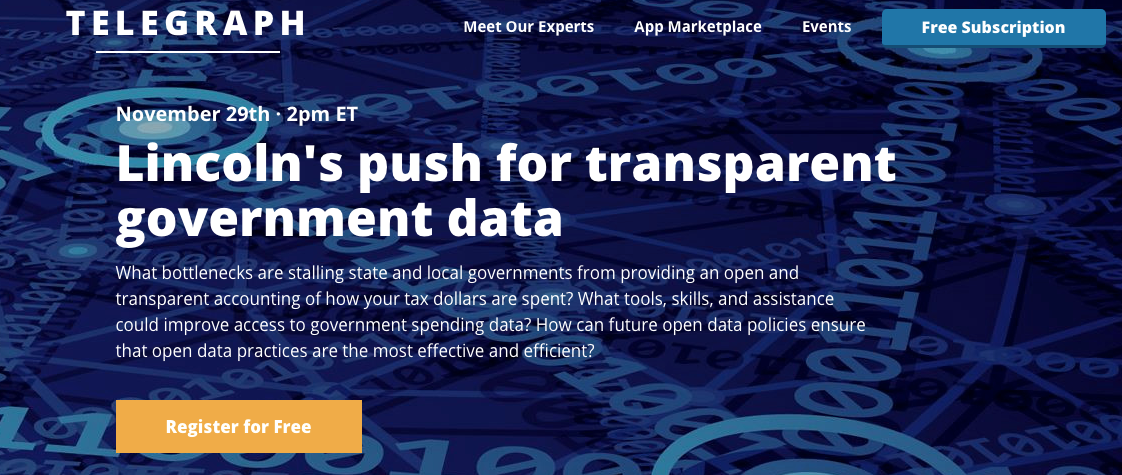 TELEGRAPH
Meet Our Experts App Marketplace Events Free Subscription
November 29th · 2pm ET
Lincoln's push for transparent
government data
What bottlenecks are stalling state and local governments from providing an open and
transparent accounting of how your tax dollars are spent? What tools, skills, and assistance
could improve access to government spending data? How can future open data policies ensure
that open data practices are the most effective and efficient?
Register for Free